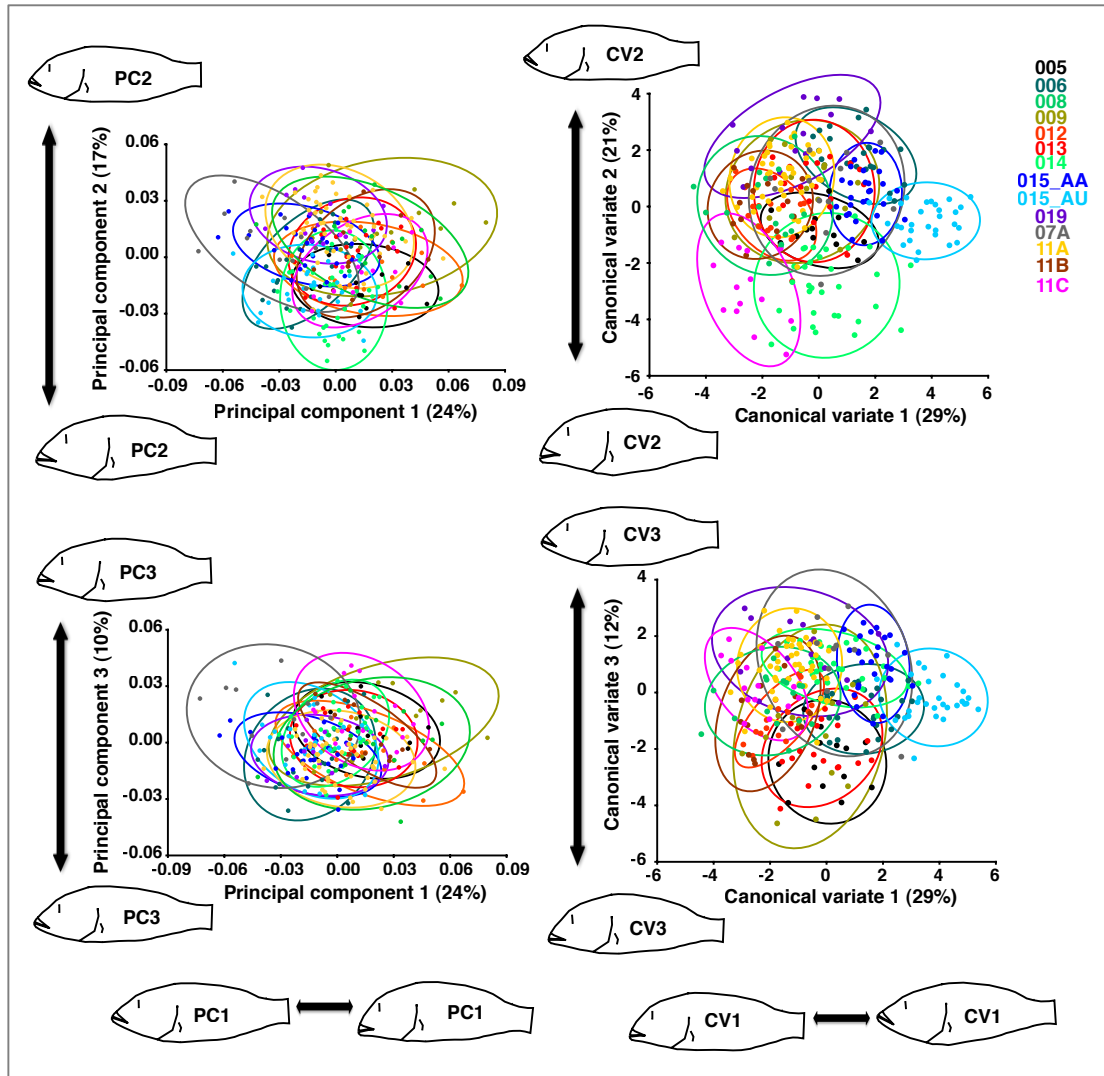 PC2
0.06
0.03
0.00
-0.03
-0.06
Principal component 2 (17%)
-0.09
-0.06
-0.03
0.00
0.03
0.06
0.09
Principal component 1 (24%)
PC2
CV2
4
2
0
-2
-4
-6
Canonical variate 2 (21%)
-6
-4
-2
0
2
4
6
Canonical variate 1 (29%)
CV2
005
006
008
009
012
013
014
015_AA
015_AU
019
07A
11A
11B
11C
PC3
0.06
0.03
0.00
-0.03
-0.06
Principal component 3 (10%)
-0.09
-0.06
-0.03
0.00
0.03
0.06
0.09
Principal component 1 (24%)
PC3
CV3
4
2
0
-2
-4
-6
Canonical variate 3 (12%)
-6
-4
-2
0
2
4
6
Canonical variate 1 (29%)
CV3
PC1
PC1
CV1
CV1